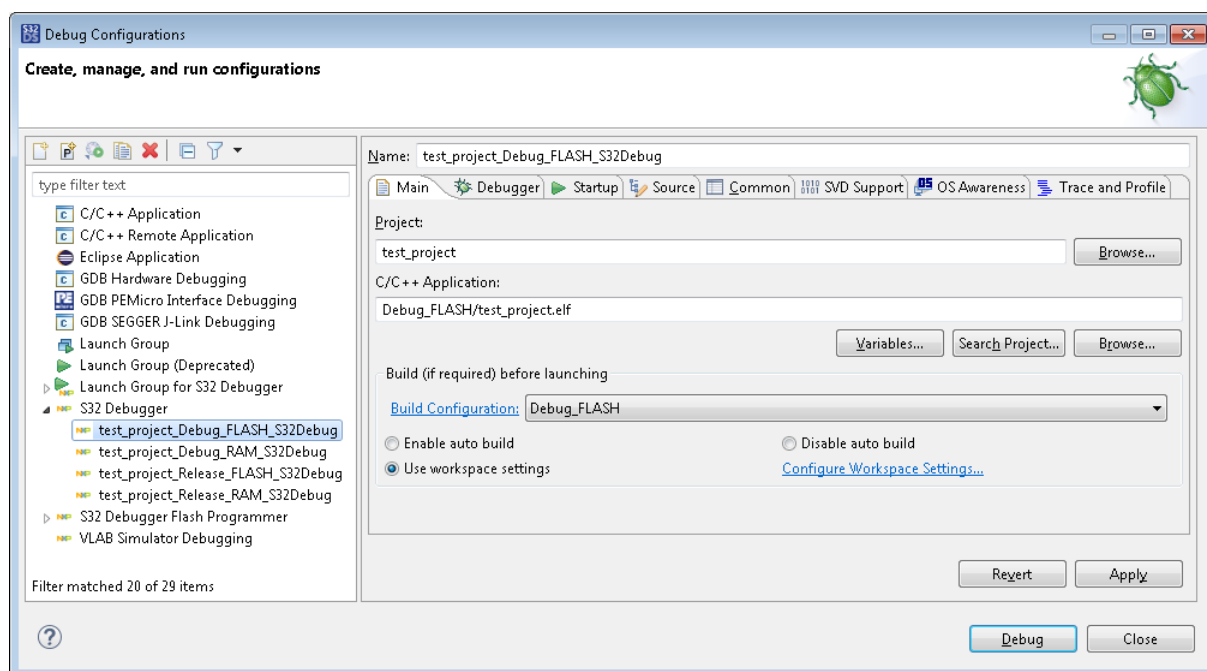 Debug Configurations
Create, manage, and run configurations
type filter text
C/C++ Application
C/C++ Remote Application
Eclipse Application
GDB Hardware Debugging
GDB PEMicro Interface Debugging
GDB SEGGER J-Link Debugging
Launch Group
Launch Group (Deprecated)
Launch Group for S32 Debugger
S32 Debugger
test_project_Debug_FLASH_S32Debug
test_project_Debug_RAM_S32Debug
test_project_Release_FLASH_S32Debug
test_project_Release_RAM_S32Debug
S32 Debugger Flash Programmer
VLAB Simulator Debugging
Filter matched 20 of 29 items
Name: test_project_Debug_FLASH_S32Debug
Main Debugger Startup Source Common SVD Support OS Awareness Trace and Profile
Project:
test_project Browse...
C/C++ Application:
Debug_FLASH/test_project.elf
Variables... Search Project... Browse...
Build (if required) before launching
Build Configuration: Debug_FLASH
Enable auto build Disable auto build
Use workspace settings Configure Workspace Settings...
Revert Apply
Debug Close